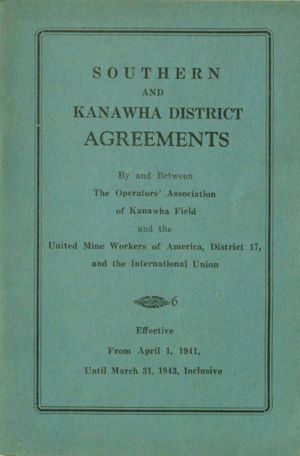 SOUTHERN
AND
KANAWHA DISTRICT
AGREEMENTS
By and Between
The Operators' Association
of Kanawha Field
and the
United Mine Workers of America, District 17,
and the International Union
6
Effective
From April 1, 1941,
Until March 31, 1943, Inclusive